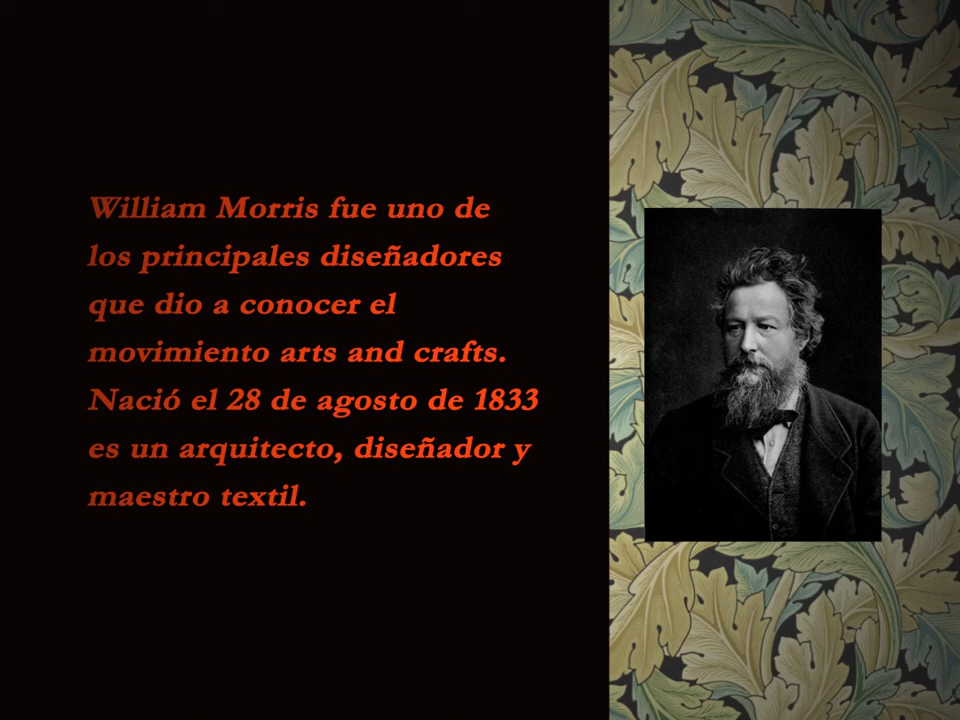 William Morris fue uno de
los principales diseñadores
que dio a conocer el
movimiento arts and crafts.
Nació el 28 de agosto de 1833
es un arquitecto, diseñador y
maestro textil.